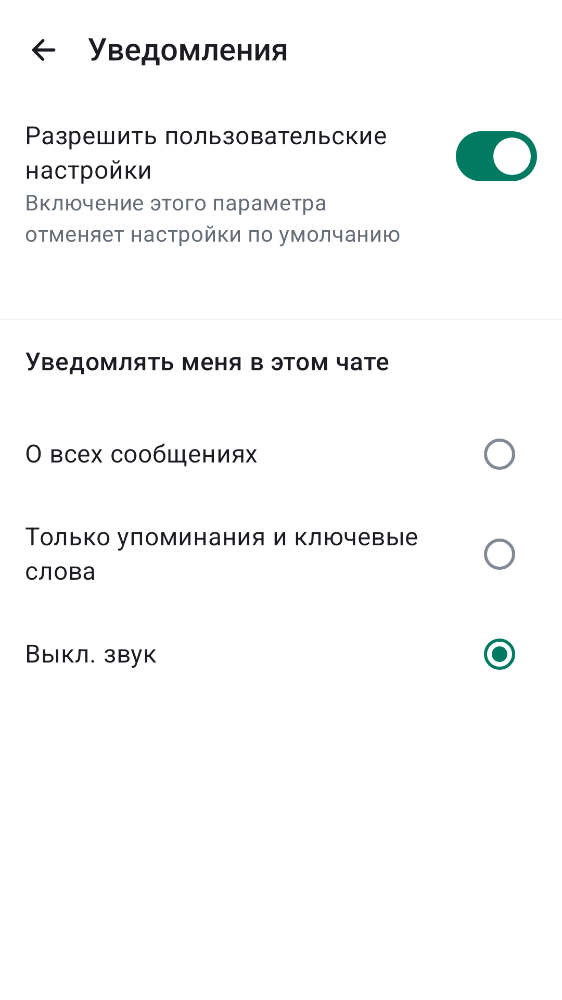 Уведомления
Разрешить пользовательские
настройки
Включение этого параметра
отменяет настройки по умолчанию
Уведомлять меня в этом чате
О всех сообщениях
Только упоминания и ключевые
слова
Выкл. звук